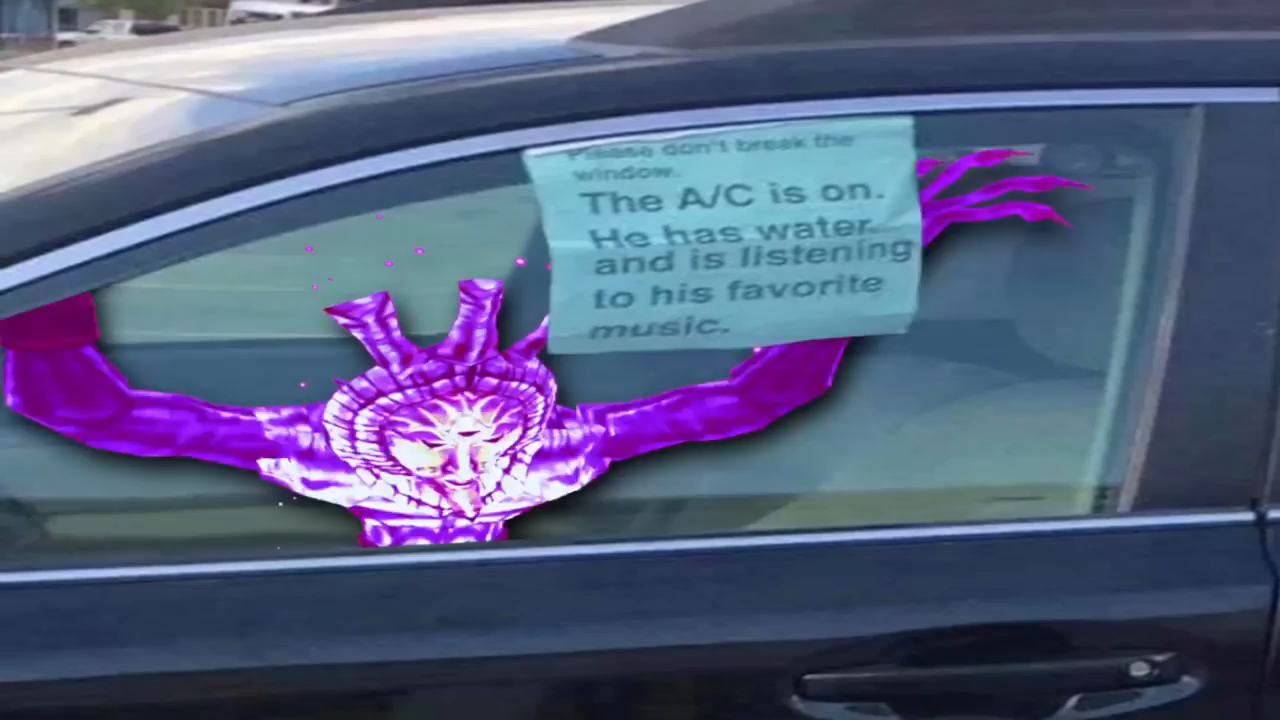 Please don't break the
window.
The A/C is on.
He has water
and is listening
to his favorite
music.